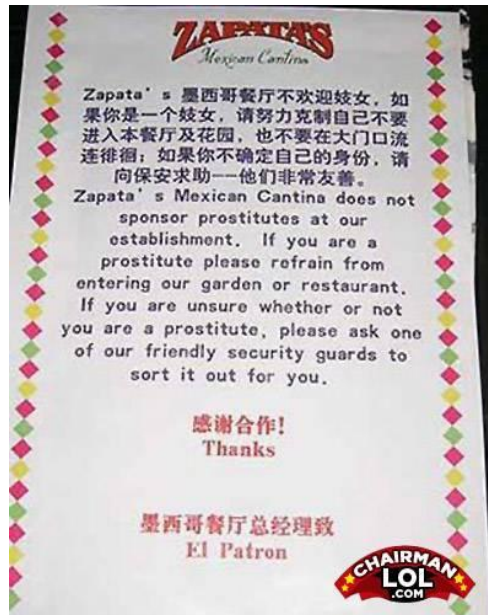 ZAPATA'S
Mexican Cantina
Zapata's 墨西哥餐厅不欢迎妓女，如
果你是一个妓女，请努力克制自己不要
进入本餐厅及花园，也不要在大门口流
连徘徊；如果你不确定自己的身份，请
向保安求助——他们非常友善。
Zapata's Mexican Cantina does not
sponsor prostitutes at our
establishment. If you are a
prostitute please refrain from
entering our garden or restaurant.
If you are unsure whether or not
you are a prostitute, please ask one
of our friendly security guards to
sort it out for you.
感谢合作!
Thanks
墨西哥餐厅总经理致
El Patron
CHAIRMAN
LOL
.COM